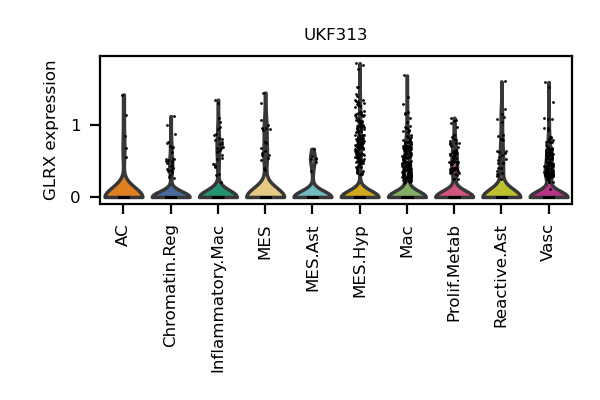 UKF313
GLRX expression
1
0
AC
Chromatin.Reg
Inflammatory.Mac
MES
MES.Ast
MES.Hyp
Mac
Prolif.Metab
Reactive.Ast
Vasc